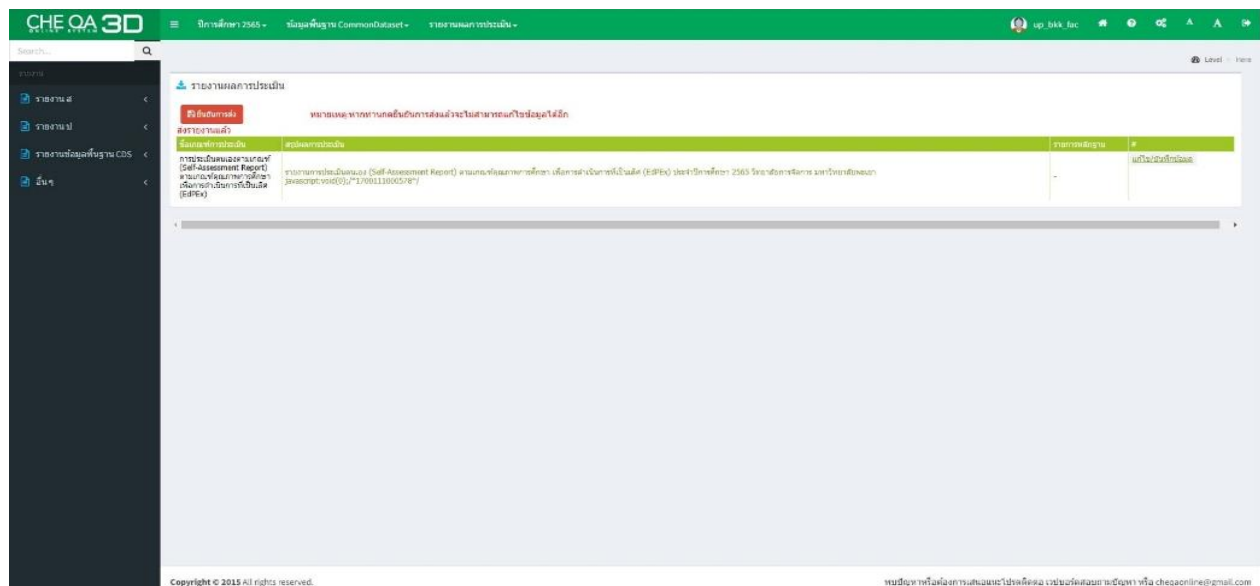 CHE QA 3D
ONLINE SYSTEM
ปีการศึกษา 2565
ข้อมูลพื้นฐาน CommonDataset
รายงานผลการประเมิน
up_bkk_fac
A
A
Search...
Level > Here
รายงาน
รายงาน ส
รายงาน ป
รายงานข้อมูลพื้นฐาน CDS
อื่นๆ
รายงานผลการประเมิน
ยืนยันการส่ง
หมายเหตุ หากท่านกดยืนยันการส่งแล้วจะไม่สามารถแก้ไขข้อมูลได้อีก
ส่งรายงานแล้ว
ชื่อเกณฑ์การประเมิน
สรุปผลการประเมิน
รายการหลักฐาน
#
การประเมินตนเองตามเกณฑ์
(Self-Assessment Report)
ตามเกณฑ์คุณภาพการศึกษา
เพื่อการดำเนินการที่เป็นเลิศ
(EdPEx)
รายงานการประเมินตนเอง (Self-Assessment Report) ตามเกณฑ์คุณภาพการศึกษา เพื่อการดำเนินการที่เป็นเลิศ (EdPEx) ประจำปีการศึกษา 2565 วิทยาลัยการจัดการ มหาวิทยาลัยพะเยา
javascript:void(0);/*1700111000578*/
-
แก้ไข/บันทึกข้อมูล
Copyright © 2015 All rights reserved.
พบปัญหาหรือต้องการเสนอแนะโปรดติดต่อ เวปบอร์ดสอบถามปัญหา หรือ cheqaonline@gmail.com